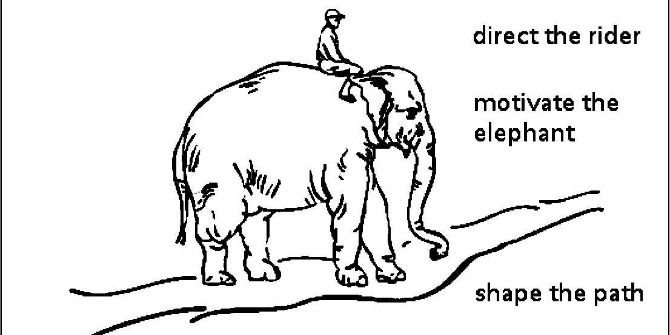 direct the rider
motivate the
elephant
shape the path